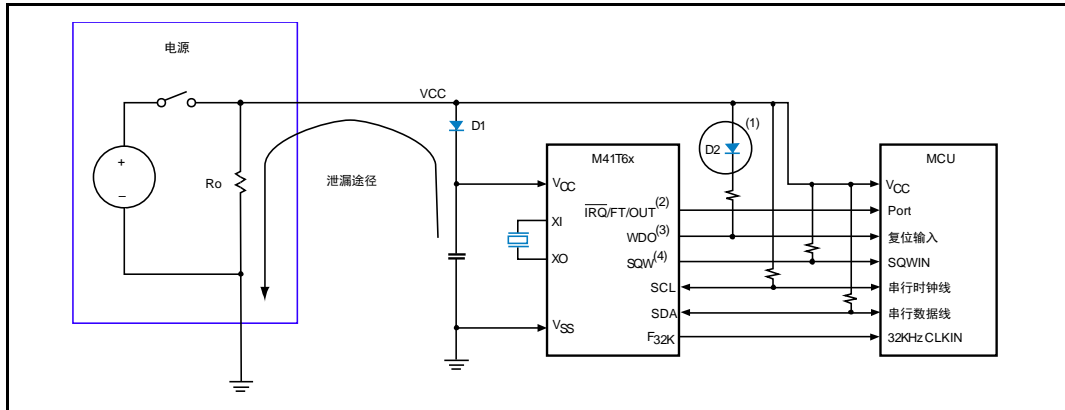 电源
VCC
D1
+
−
Ro
泄漏途径
M41T6x
VCC
XI
XO
VSS
IRQ/FT/OUT(2)
WDO(3)
SQW(4)
SCL
SDA
F32K
D2
(1)
MCU
VCC
Port
复位输入
SQWIN
串行时钟线
串行数据线
32KHz CLKIN